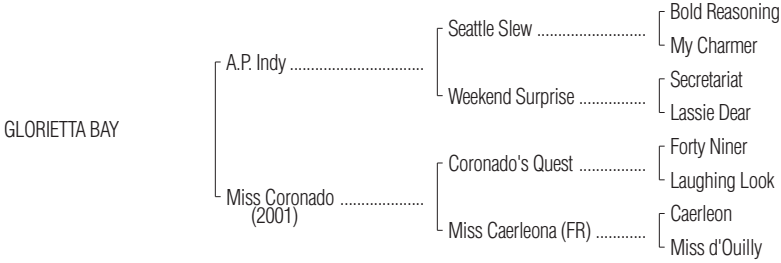 Bold Reasoning
Seattle Slew ..........................
My Charmer
A.P. Indy ................................
Secretariat
Weekend Surprise ................
Lassie Dear
GLORIETTA BAY
Forty Niner
Coronado's Quest ................
Laughing Look
Miss Coronado ....................
(2001)
Caerleon
Miss Caerleona (FR) ............
Miss d'Ouilly